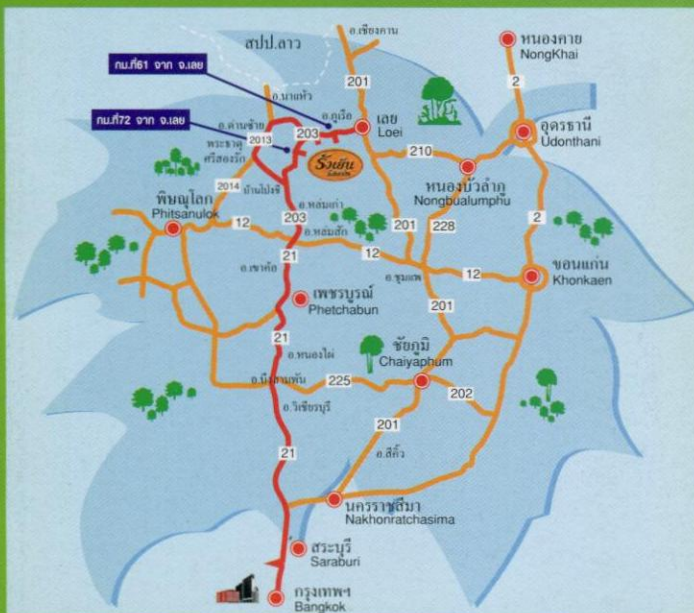 สปป.ลาว
อ.เชียงคาน
หนองคาย
NongKhai
กม.ที่61 จาก จ.เลย
201
2
อ.นาแห้ว
กม.ที่72 จาก จ.เลย
อ.ภูเรือ
อ.ด่านซ้าย
203
เลย
Loei
อุดรธานี
Udonthani
2013
พระธาตุ
ศรีสองรัก
210
2014
บ้านโป่งชี
หนองบัวลำภู
Nongbualumphu
พิษณุโลก
Phitsanulok
อ.หล่มเก่า
203
12
อ.หล่มสัก
201
228
2
21
12
อ.เขาค้อ
อ.ชุมแพ
12
ขอนแก่น
Khonkaen
เพชรบูรณ์
Phetchabun
201
21
อ.หนองไผ่
ชัยภูมิ
Chaiyaphum
อ.บึงสามพัน
225
202
อ.วิเชียรบุรี
201
21
อ.สีคิ้ว
นครราชสีมา
Nakhonratchasima
สระบุรี
Saraburi
กรุงเทพฯ
Bangkok